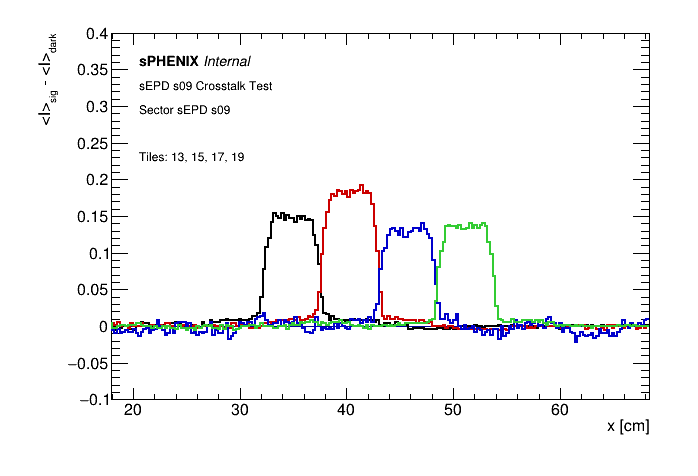 <I>sig - <I>dark
0.4
0.35
0.3
0.25
0.2
0.15
0.1
0.05
0
−0.05
−0.1
sPHENIX Internal
sEPD s09 Crosstalk Test
Sector sEPD s09
Tiles: 13, 15, 17, 19
20 30 40 50 60
x [cm]